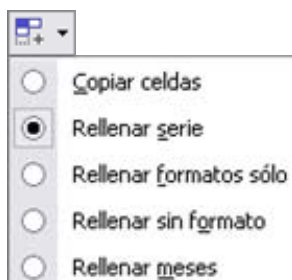 Copiar celdas
Rellenar serie
Rellenar formatos sólo
Rellenar sin formato
Rellenar meses